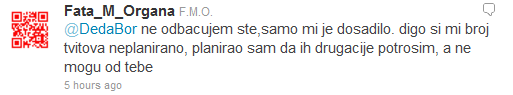 Fata_M_Organa F.M.O.
@DedaBor ne odbacujem ste,samo mi je dosadilo. digo si mi broj
tvitova neplanirano, planirao sam da ih drugacije potrosim, a ne
mogu od tebe
5 hours ago